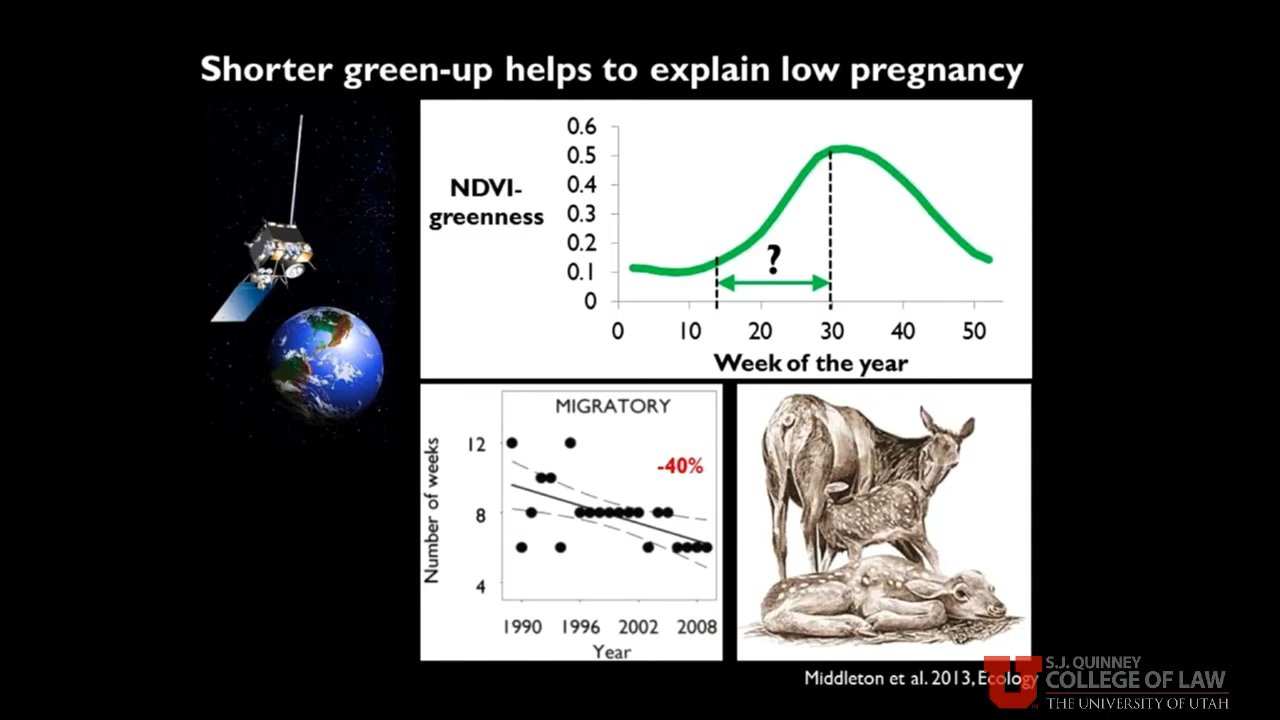 Shorter green-up helps to explain low pregnancy
NDVI-
greenness
0.6
0.5
0.4
0.3
0.2
0.1
0
?
0 10 20 30 40 50
Week of the year
MIGRATORY
-40%
Number of weeks
12
8
4
1990 1996 2002 2008
Year
Middleton et al. 2013, Ecology
U
S.J. QUINNEY
COLLEGE OF LAW
THE UNIVERSITY OF UTAH